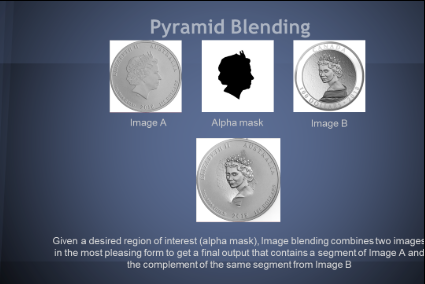 Pyramid Blending
CANADA
Image A
Alpha mask
Image B
Given a desired region of interest (alpha mask), Image blending combines two images
in the most pleasing form to get a final output that contains a segment of Image A and
the complement of the same segment from Image B